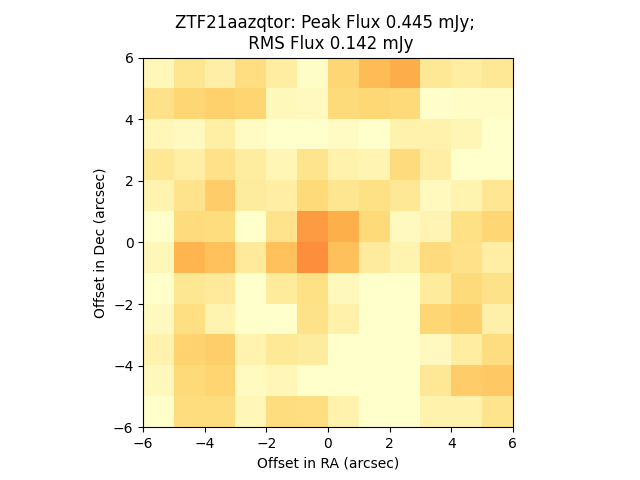 ZTF21aazqtor: Peak Flux 0.445 mJy;
RMS Flux 0.142 mJy
6
4
2
0
−2
−4
−6
Offset in Dec (arcsec)
−6 −4 −2 0 2 4 6
Offset in RA (arcsec)